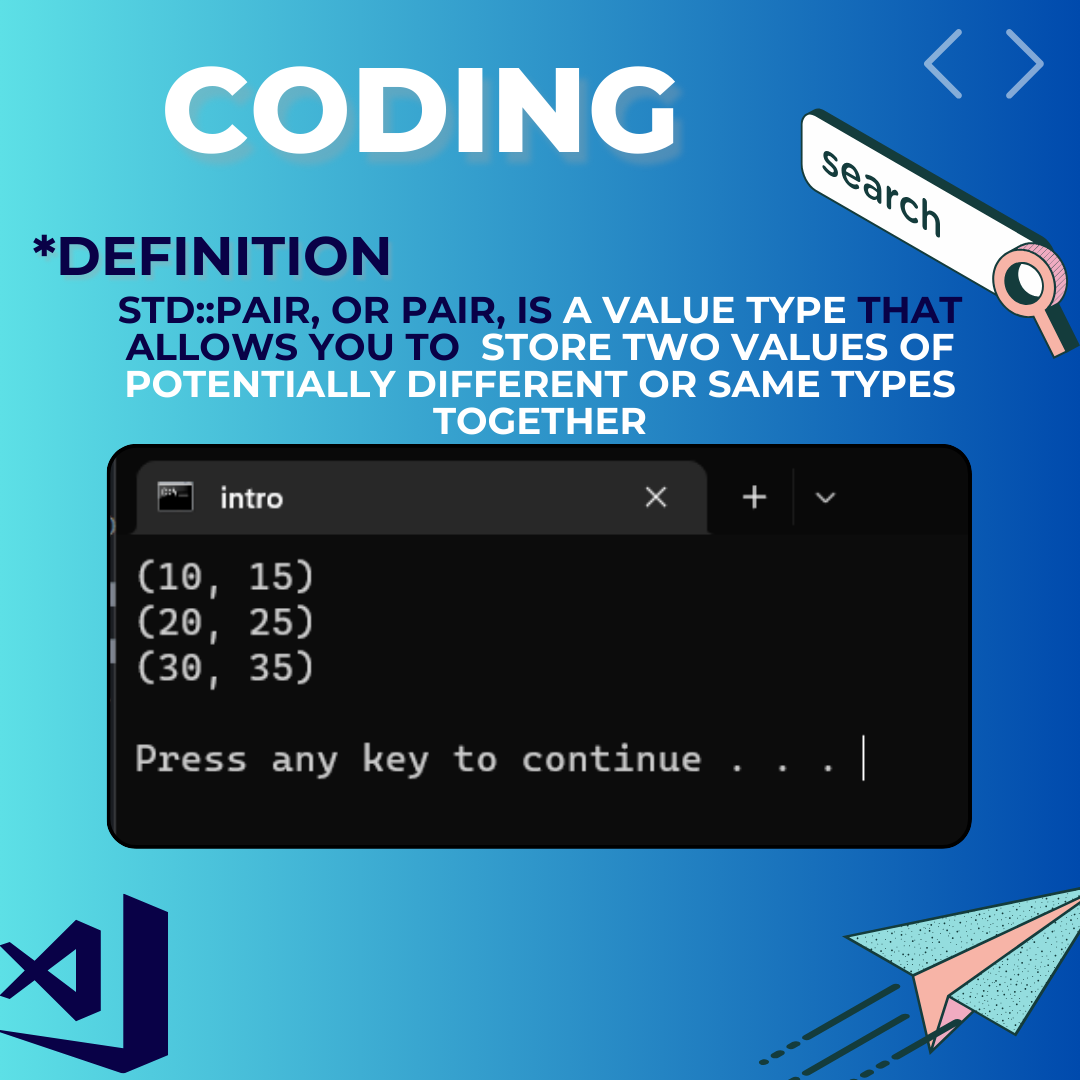 CODING
search
*DEFINITION
STD::PAIR, OR PAIR, IS A VALUE TYPE THAT
ALLOWS YOU TO  STORE TWO VALUES OF
POTENTIALLY DIFFERENT OR SAME TYPES
TOGETHER
intro
(10, 15)
(20, 25)
(30, 35)
Press any key to continue . . .